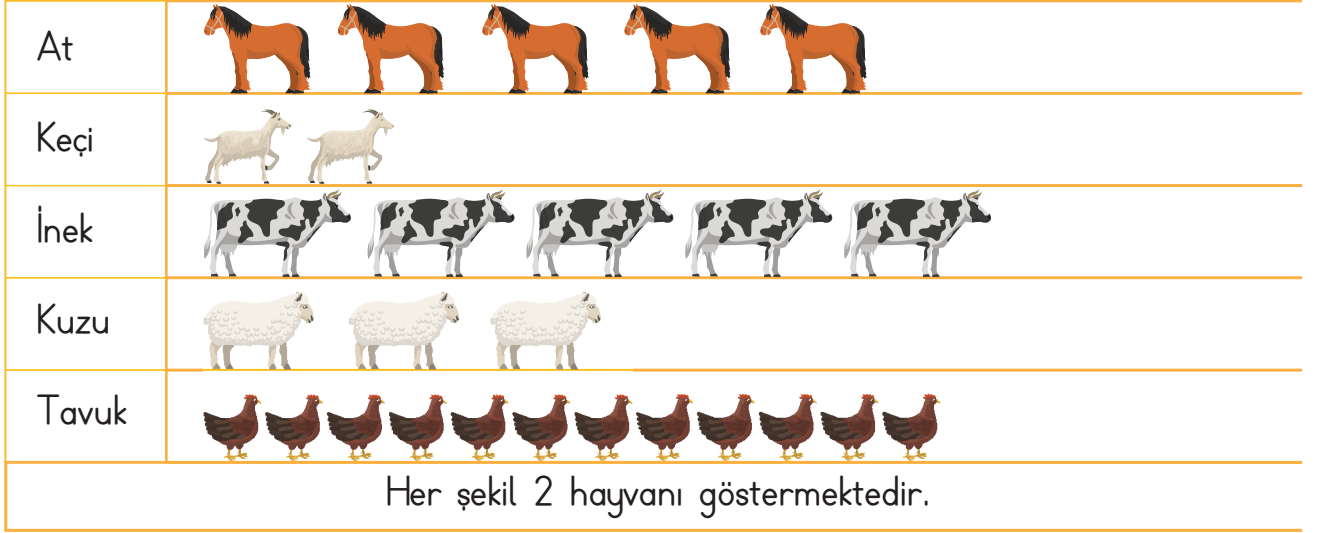 At
Keçi
İnek
Kuzu
Tavuk
Her şekil 2 hayvanı göstermektedir.